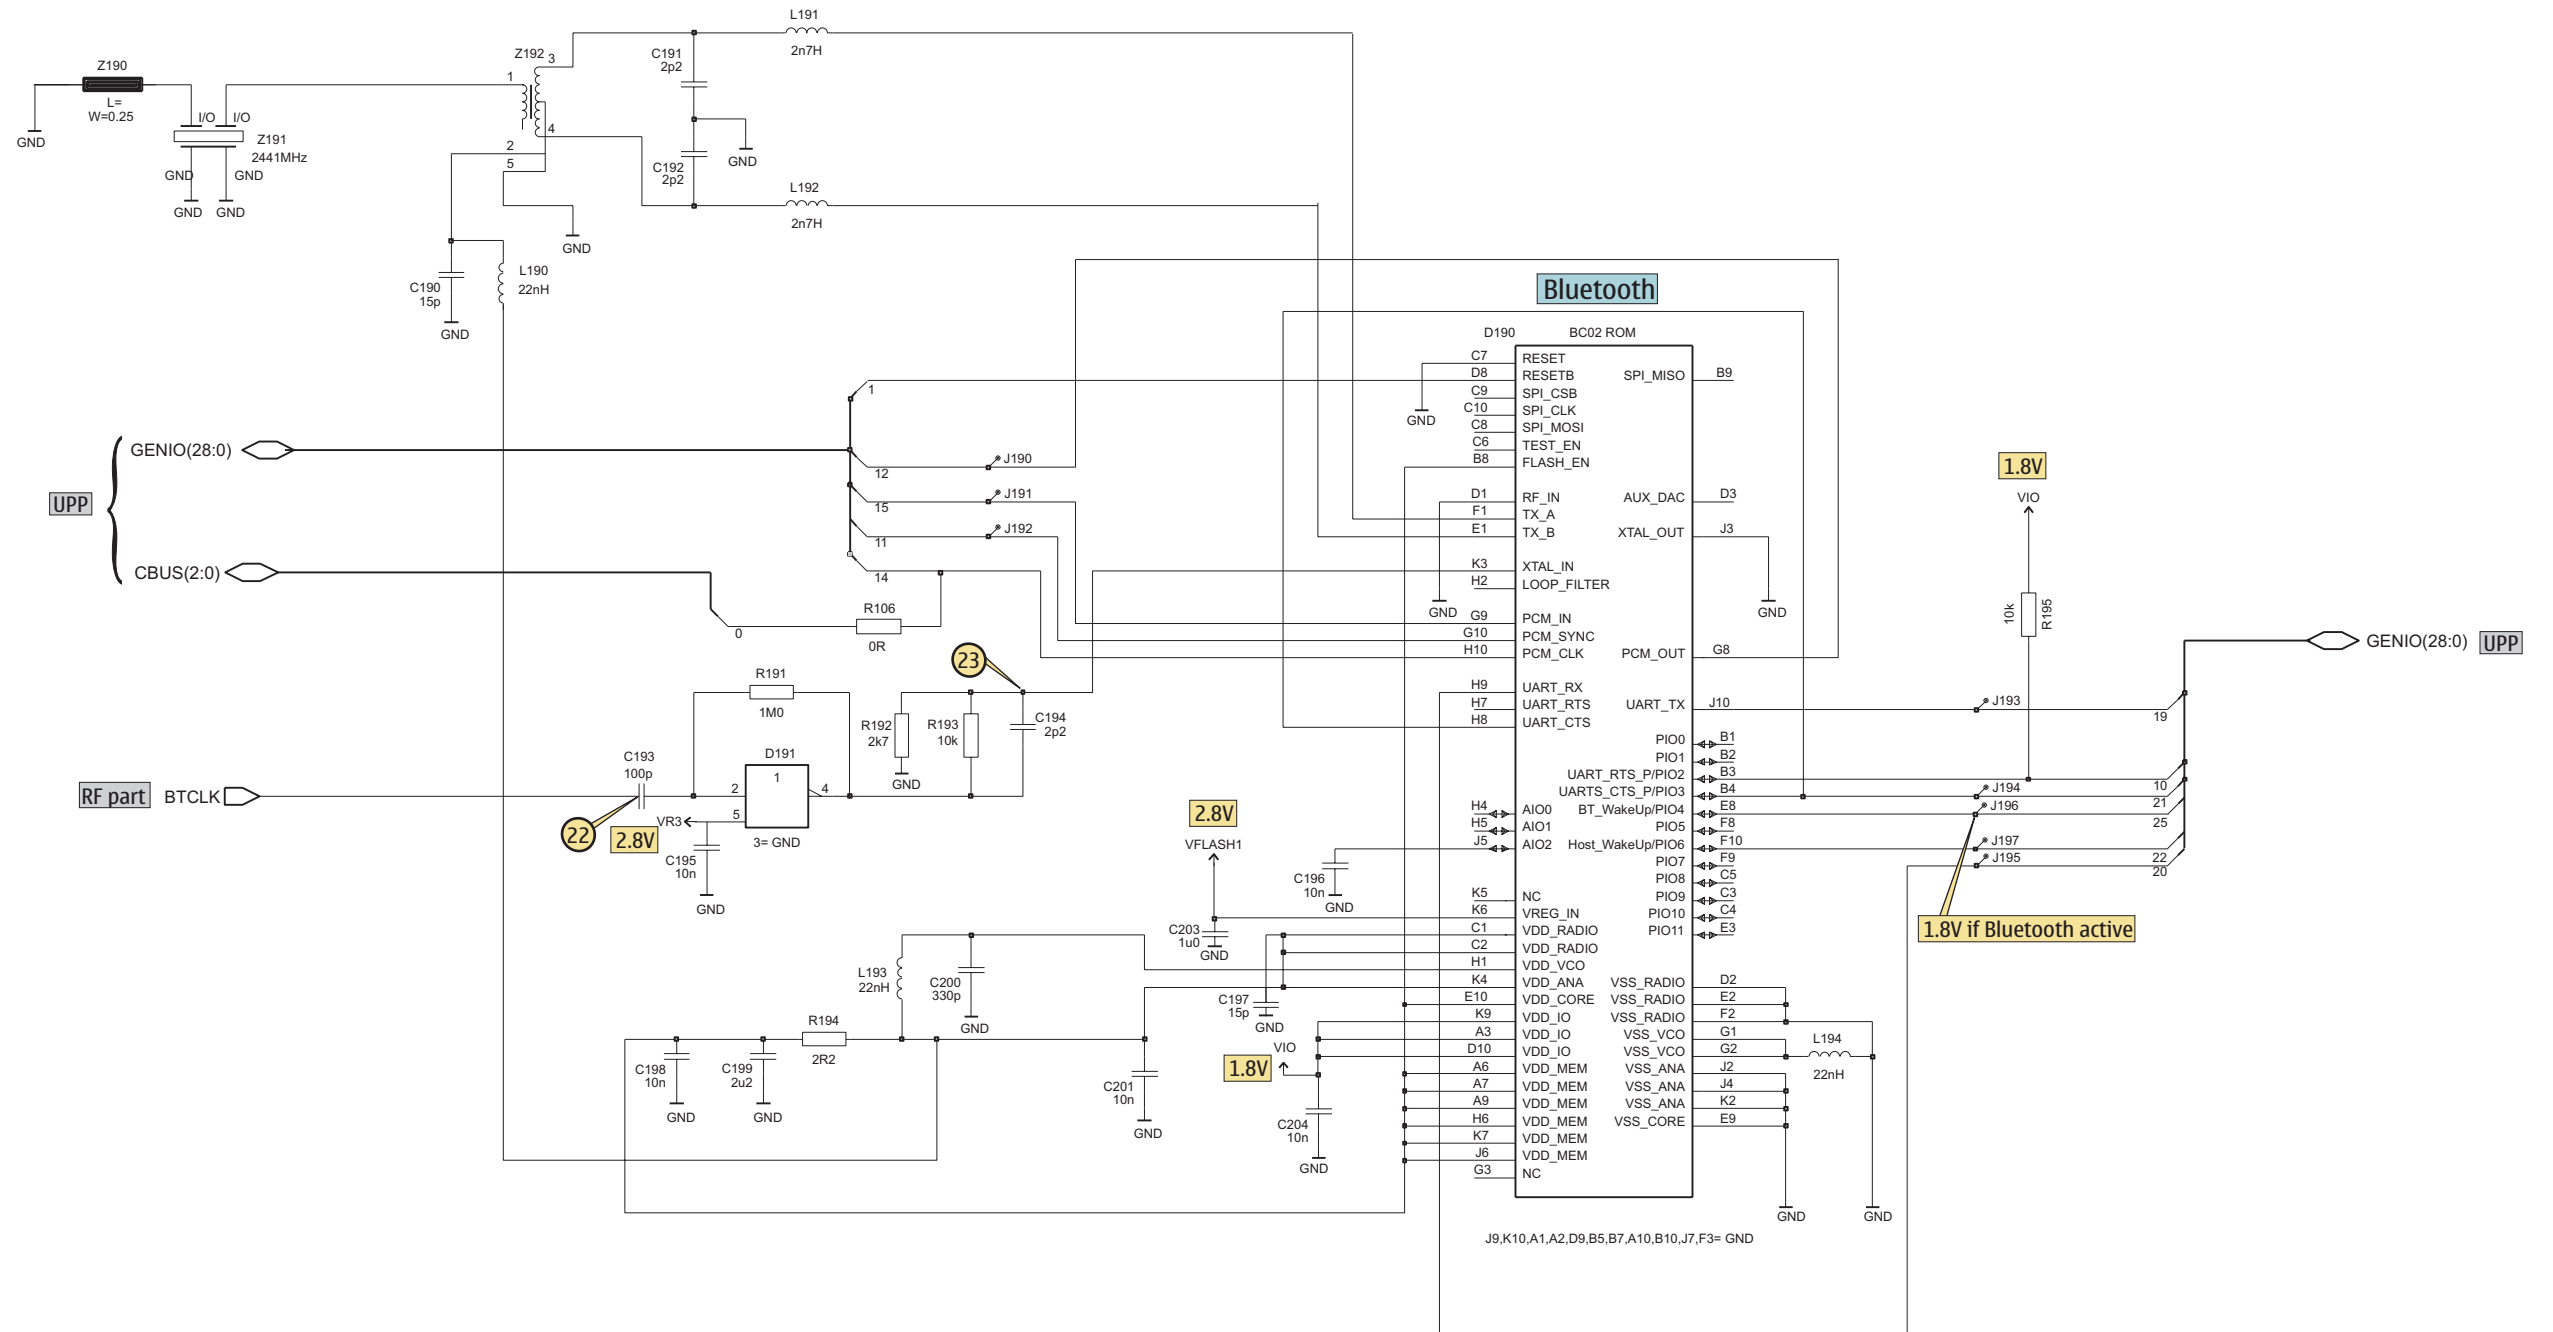 L191
2n7H
Z190
L=
W=0.25
GND
I/O
I/O
Z191
2441MHz
GND
GND
GND
GND
Z192
1
3
4
2
5
C191
2p2
GND
C192
2p2
L192
2n7H
GND
C190
15p
GND
L190
22nH
Bluetooth
D190
BC02 ROM
UPP
GENIO(28:0)
CBUS(2:0)
1
12
J190
15
J191
11
J192
14
0
R106
0R
23
R191
1M0
R192
2k7
GND
R193
10k
C194
2p2
RF part
BTCLK
C193
100p
22
2.8V
D191
1
2
4
5
VR3
3= GND
C195
10n
GND
C7
RESET
D8
RESETB
C9
SPI_CSB
C10
SPI_CLK
C8
SPI_MOSI
C6
TEST_EN
B8
FLASH_EN
D1
RF_IN
F1
TX_A
E1
TX_B
K3
XTAL_IN
H2
LOOP_FILTER
G9
PCM_IN
G10
PCM_SYNC
H10
PCM_CLK
H9
UART_RX
H7
UART_RTS
H8
UART_CTS
H4
AIO0
H5
AIO1
J5
AIO2
K5
NC
K6
VREG_IN
C1
VDD_RADIO
C2
VDD_RADIO
H1
VDD_VCO
K4
VDD_ANA
E10
VDD_CORE
K9
VDD_IO
A3
VDD_IO
D10
VDD_IO
A6
VDD_MEM
A7
VDD_MEM
A9
VDD_MEM
H6
VDD_MEM
K7
VDD_MEM
J6
VDD_MEM
G3
NC
GND
GND
SPI_MISO
B9
AUX_DAC
D3
XTAL_OUT
J3
GND
PCM_OUT
G8
UART_TX
J10
PIO0
B1
PIO1
B2
UART_RTS_P/PIO2
B3
UARTS_CTS_P/PIO3
B4
BT_WakeUp/PIO4
E8
PIO5
F8
Host_WakeUp/PIO6
F10
PIO7
F9
PIO8
C5
PIO9
C3
PIO10
C4
PIO11
E3
VSS_RADIO
D2
VSS_RADIO
E2
VSS_RADIO
F2
VSS_VCO
G1
VSS_VCO
G2
VSS_ANA
J2
VSS_ANA
J4
VSS_ANA
K2
VSS_CORE
E9
L194
22nH
GND
GND
1.8V
VIO
10k
R195
GENIO(28:0)
UPP
J193
19
J194
10
J196
21
25
J197
J195
22
20
1.8V if Bluetooth active
2.8V
VFLASH1
C196
10n
GND
C203
1u0
GND
C197
15p
GND
1.8V
VIO
C204
10n
GND
L193
22nH
C200
330p
GND
R194
2R2
C198
10n
GND
C199
2u2
GND
C201
10n
GND
J9,K10,A1,A2,D9,B5,B7,A10,B10,J7,F3= GND